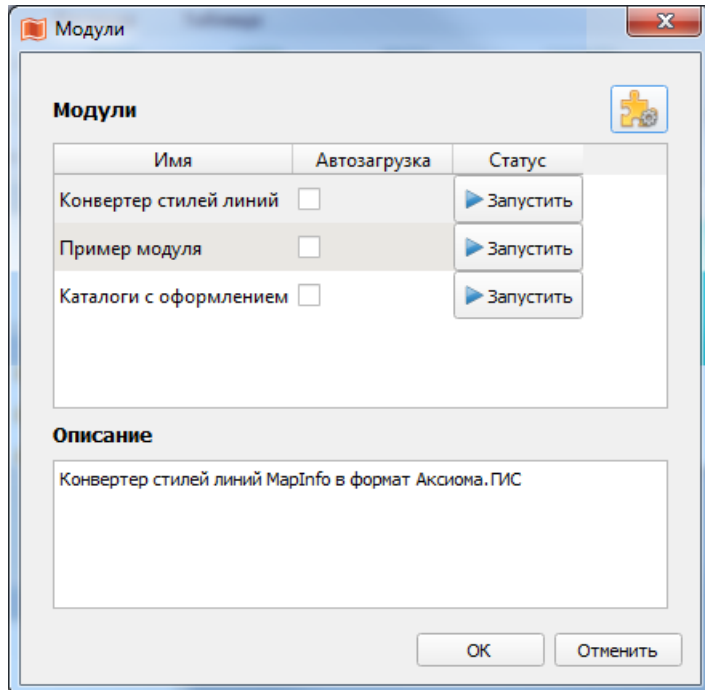 Модули
Модули
Имя Автозагрузка Статус
Конвертер стилей линий Запустить
Пример модуля Запустить
Каталоги с оформлением Запустить
Описание
Конвертер стилей линий MapInfo в формат Аксиома.ГИС
ОК Отменить